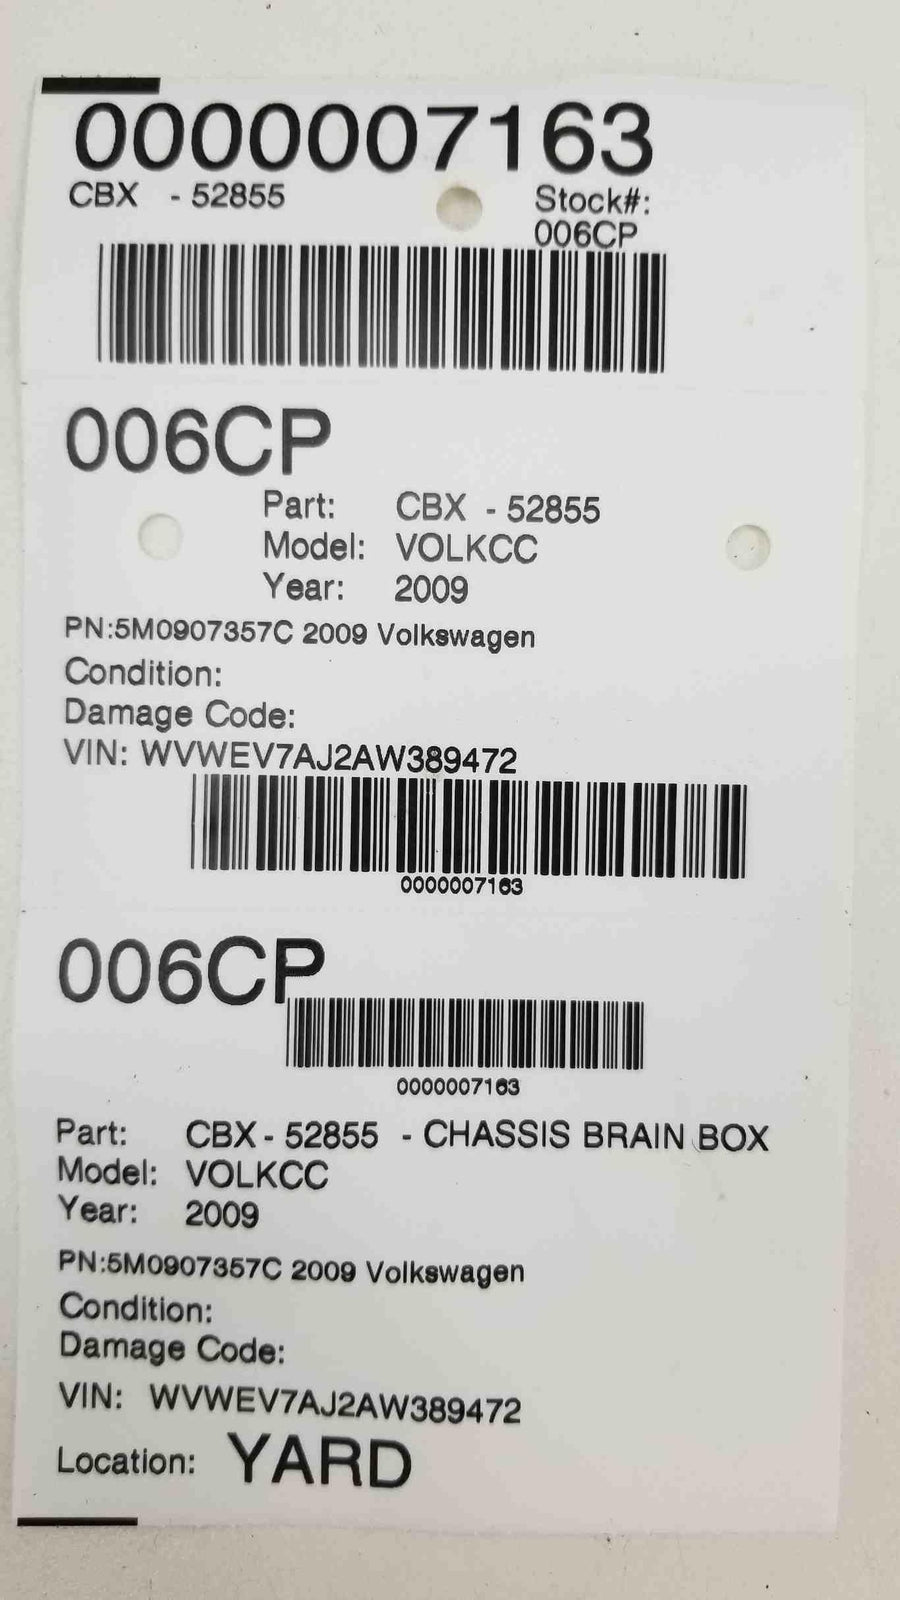 0000007163
CBX - 52855 Stock#:
006CP
006CP
Part: CBX - 52855
Model: VOLKCC
Year: 2009
PN:5M0907357C 2009 Volkswagen
Condition:
Damage Code:
VIN: WVWEV7AJ2AW389472
0000007163
006CP
0000007163
Part: CBX - 52855 - CHASSIS BRAIN BOX
Model: VOLKCC
Year: 2009
PN:5M0907357C 2009 Volkswagen
Condition:
Damage Code:
VIN: WVWEV7AJ2AW389472
Location: YARD